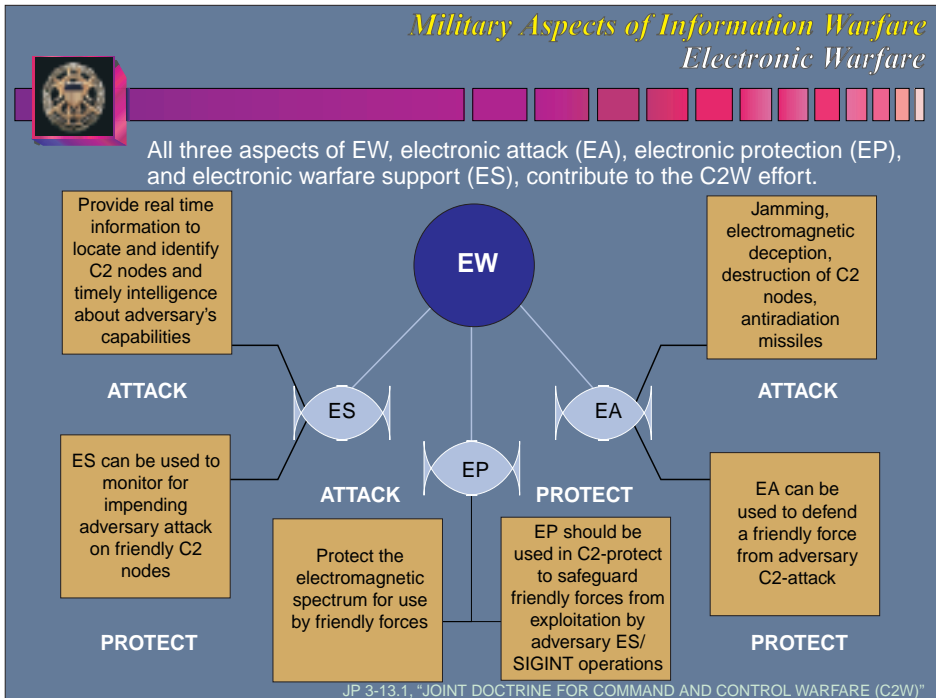 Military Aspects of Information Warfare
Electronic Warfare
All three aspects of EW, electronic attack (EA), electronic protection (EP),
and electronic warfare support (ES), contribute to the C2W effort.
Provide real time
information to
locate and identify
C2 nodes and
timely intelligence
about adversary's
capabilities
EW
Jamming,
electromagnetic
deception,
destruction of C2
nodes,
antiradiation
missiles
ATTACK
ATTACK
ES
EA
ES can be used to
monitor for
impending
adversary attack
on friendly C2
nodes
EP
ATTACK
PROTECT
EA can be
used to defend
a friendly force
from adversary
C2-attack
Protect the
electromagnetic
spectrum for use
by friendly forces
EP should be
used in C2-protect
to safeguard
friendly forces from
exploitation by
adversary ES/
SIGINT operations
PROTECT
PROTECT
JP 3-13.1, "JOINT DOCTRINE FOR COMMAND AND CONTROL WARFARE (C2W)"